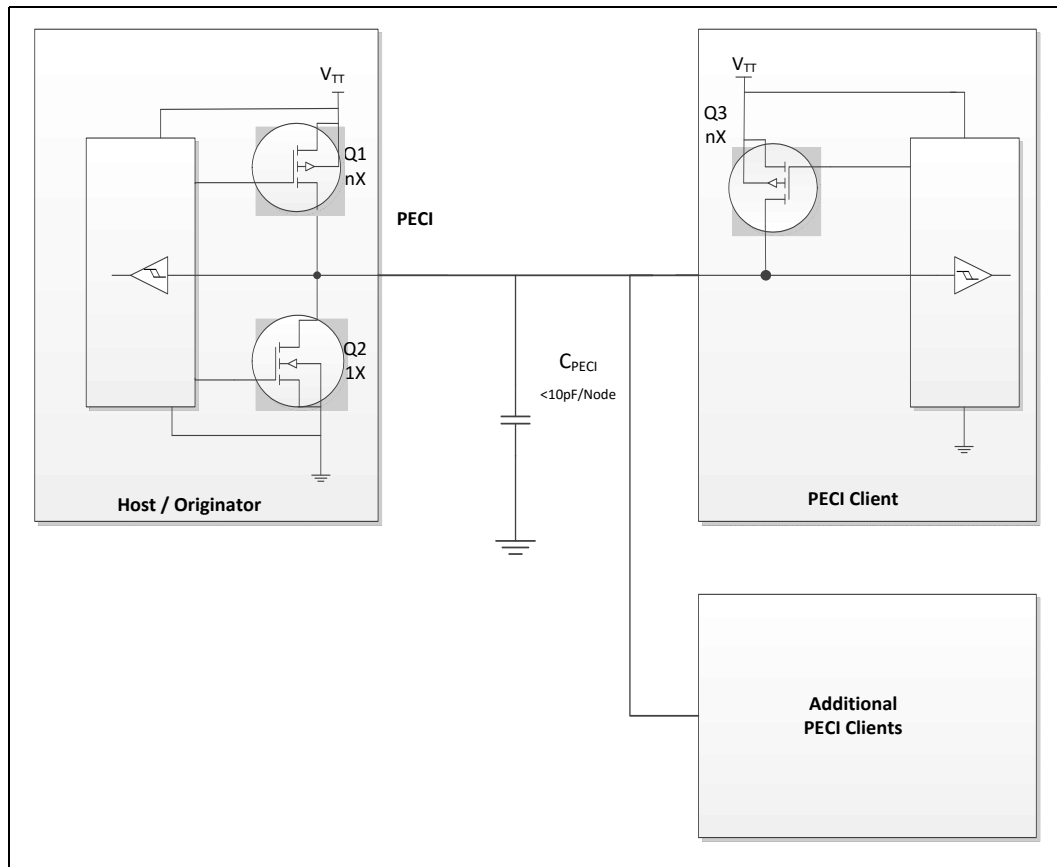 VTT
Q1
nX
Q2
1X
Host / Originator
PECI
CPECI
<10pF/Node
VTT
Q3
nX
PECI Client
Additional
PECI Clients